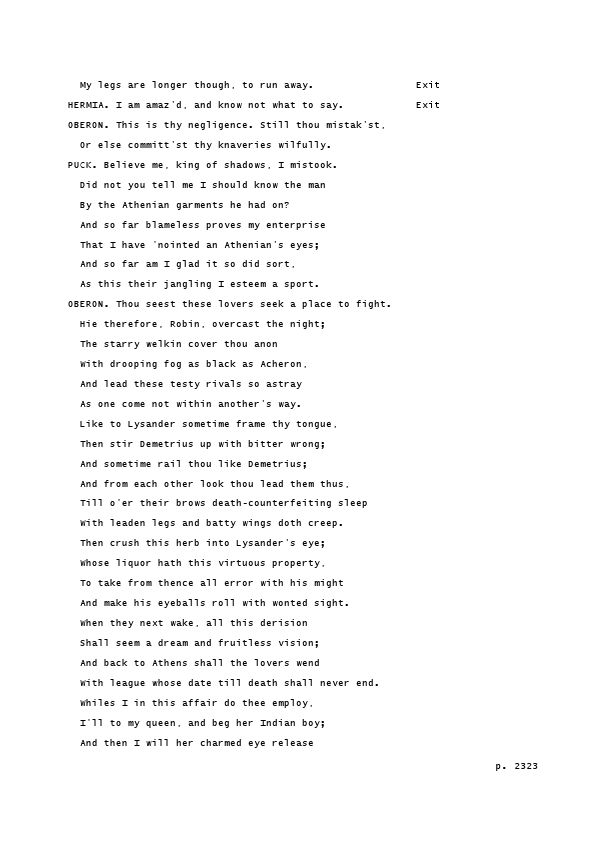 My legs are longer though, to run away. Exit
HERMIA. I am amaz'd, and know not what to say. Exit
OBERON. This is thy negligence. Still thou mistak'st,
Or else committ'st thy knaveries wilfully.
PUCK. Believe me, king of shadows, I mistook.
Did not you tell me I should know the man
By the Athenian garments he had on?
And so far blameless proves my enterprise
That I have 'nointed an Athenian's eyes;
And so far am I glad it so did sort,
As this their jangling I esteem a sport.
OBERON. Thou seest these lovers seek a place to fight.
Hie therefore, Robin, overcast the night;
The starry welkin cover thou anon
With drooping fog as black as Acheron,
And lead these testy rivals so astray
As one come not within another's way.
Like to Lysander sometime frame thy tongue,
Then stir Demetrius up with bitter wrong;
And sometime rail thou like Demetrius;
And from each other look thou lead them thus,
Till o'er their brows death-counterfeiting sleep
With leaden legs and batty wings doth creep.
Then crush this herb into Lysander's eye;
Whose liquor hath this virtuous property,
To take from thence all error with his might
And make his eyeballs roll with wonted sight.
When they next wake, all this derision
Shall seem a dream and fruitless vision;
And back to Athens shall the lovers wend
With league whose date till death shall never end.
Whiles I in this affair do thee employ,
I'll to my queen, and beg her Indian boy;
And then I will her charmed eye release
p. 2323